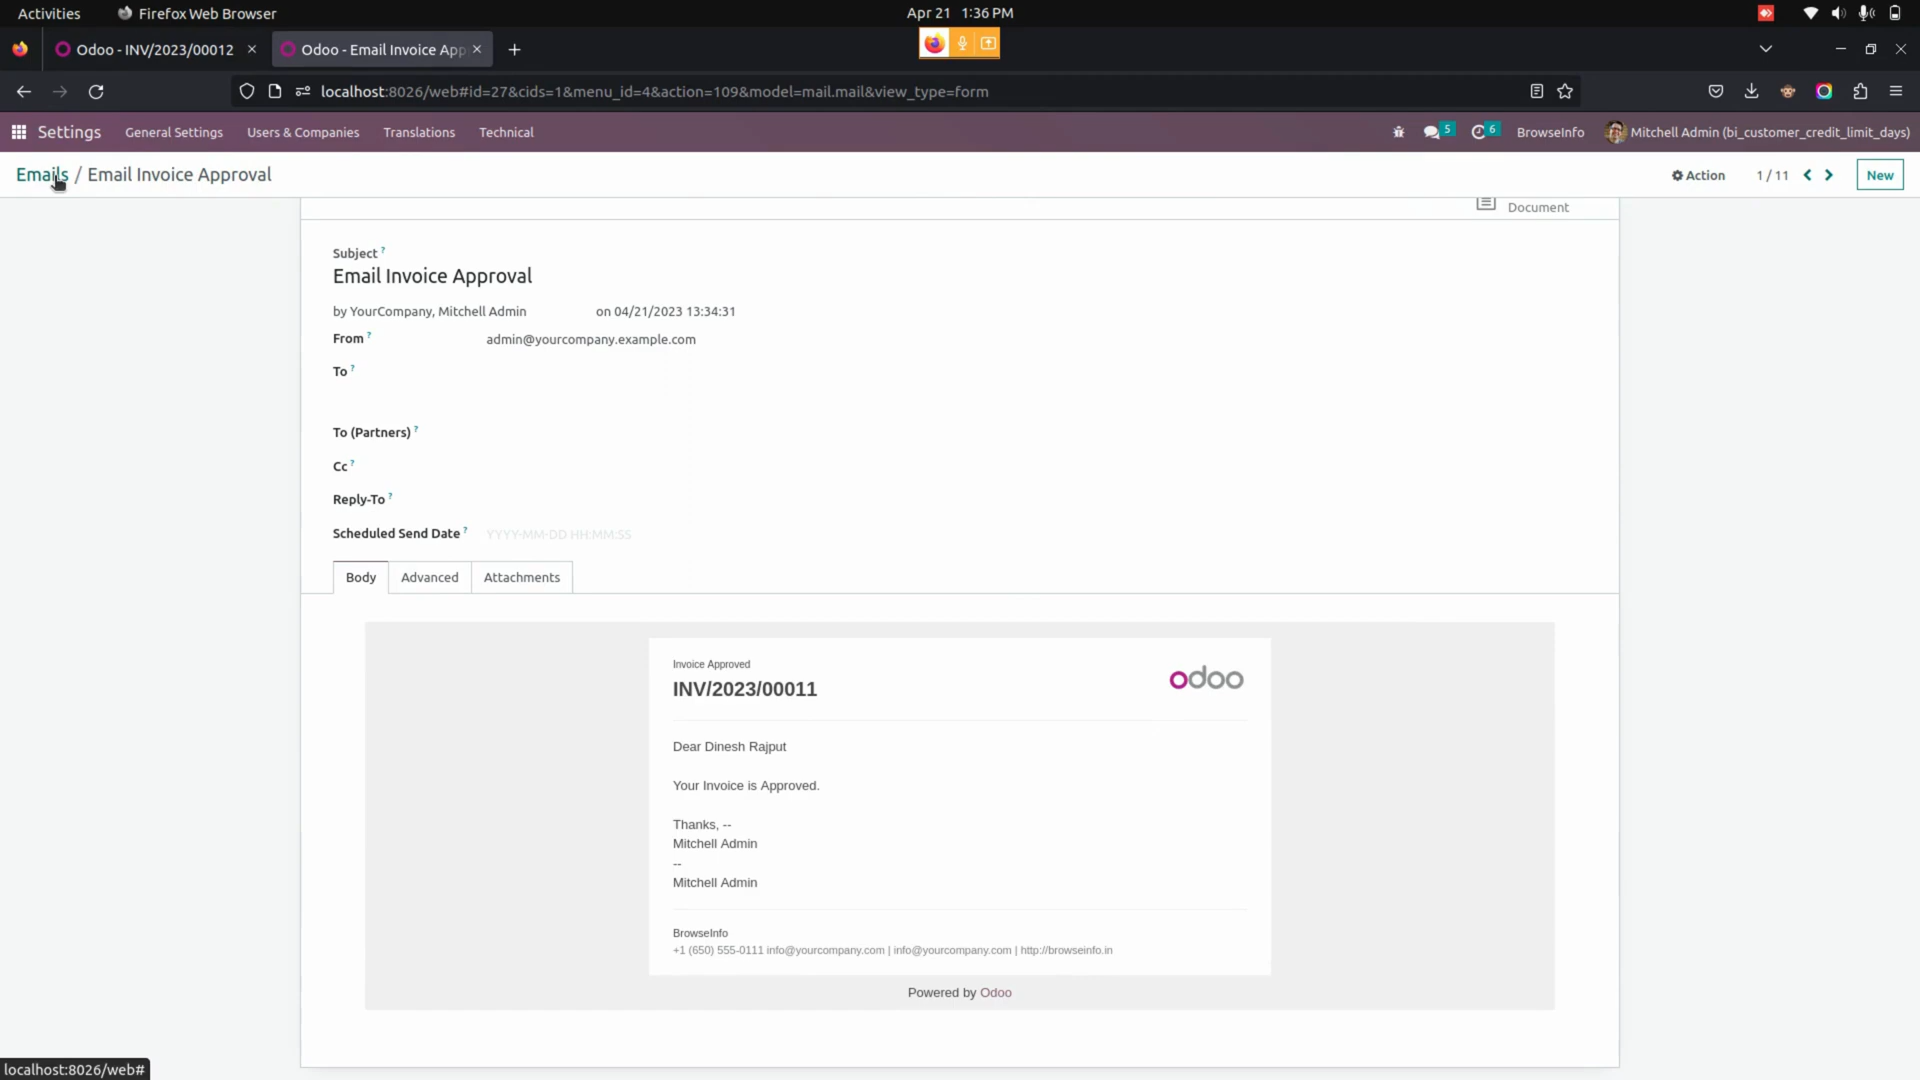 Activities
Firefox Web Browser
Apr 21 1:36 PM
Odoo - INV/2023/00012
Odoo - Email Invoice App
localhost:8026/web#id=27&cids=1&menu_id=4&action=109&model=mail.mail&view_type=form
Settings
General Settings
Users & Companies
Translations
Technical
5
6
BrowseInfo
Mitchell Admin (bi_customer_credit_limit_days)
Emails / Email Invoice Approval
Action
1 / 11
New
Document
Subject ?
Email Invoice Approval
by YourCompany, Mitchell Admin on 04/21/2023 13:34:31
From ? admin@yourcompany.example.com
To ?
To (Partners) ?
Cc ?
Reply-To ?
Scheduled Send Date ? YYYY-MM-DD HH:MM:SS
Body
Advanced
Attachments
Invoice Approved
INV/2023/00011
odoo
Dear Dinesh Rajput
Your Invoice is Approved.
Thanks, --
Mitchell Admin
--
Mitchell Admin
BrowseInfo
+1 (650) 555-0111 info@yourcompany.com | info@yourcompany.com | http://browseinfo.in
Powered by Odoo
localhost:8026/web#